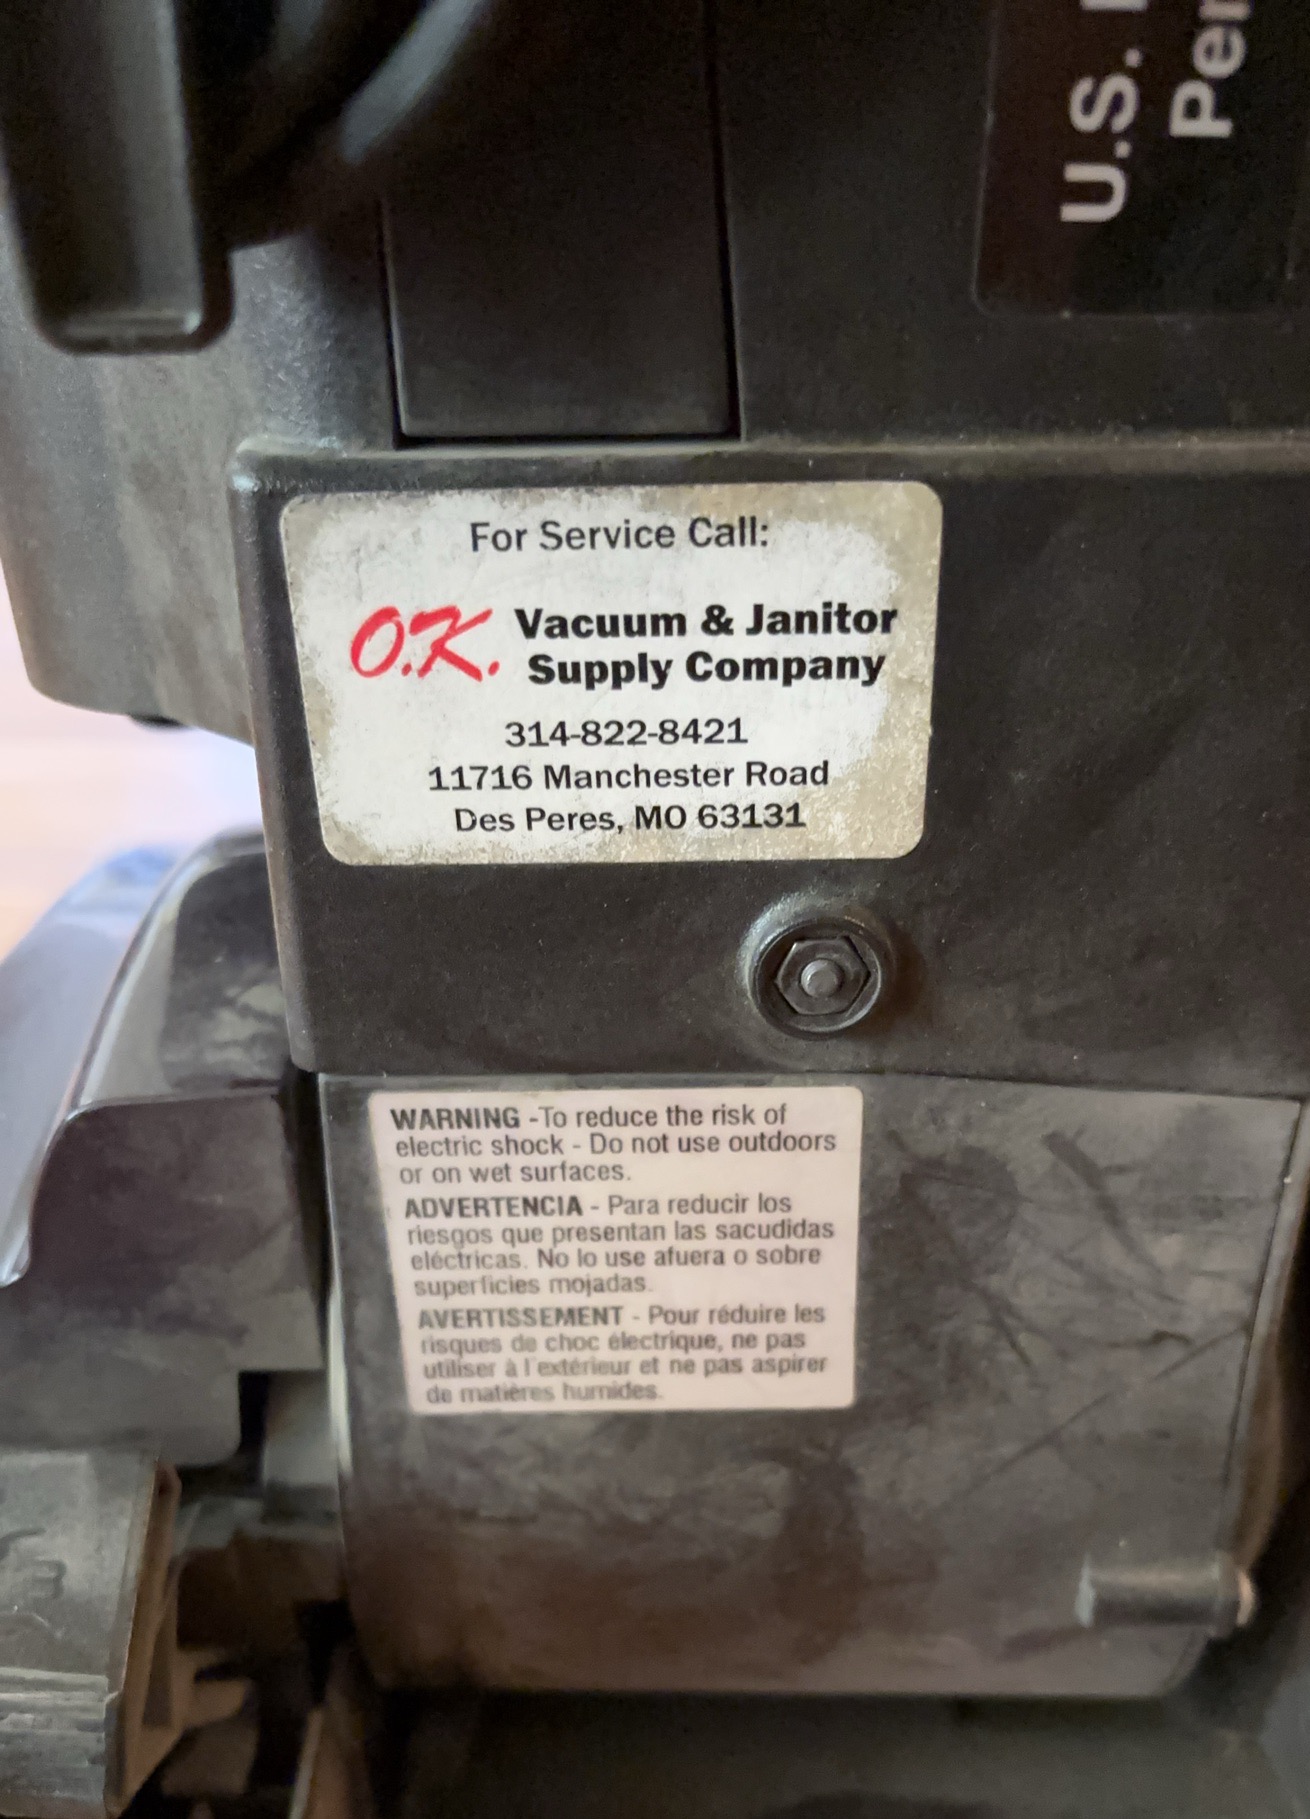 U.S.
For Service Call:
O.K. Vacuum & Janitor
Supply Company
314-822-8421
11716 Manchester Road
Des Peres, MO 63131
WARNING -To reduce the risk of
electric shock - Do not use outdoors
or on wet surfaces.
ADVERTENCIA - Para reducir los
riesgos que presentan las sacudidas
eléctricas. No lo use afuera o sobre
superficies mojadas.
AVERTISSEMENT - Pour réduire les
risques de choc électrique, ne pas
utiliser à l'extérieur et ne pas aspirer
de matières humides.